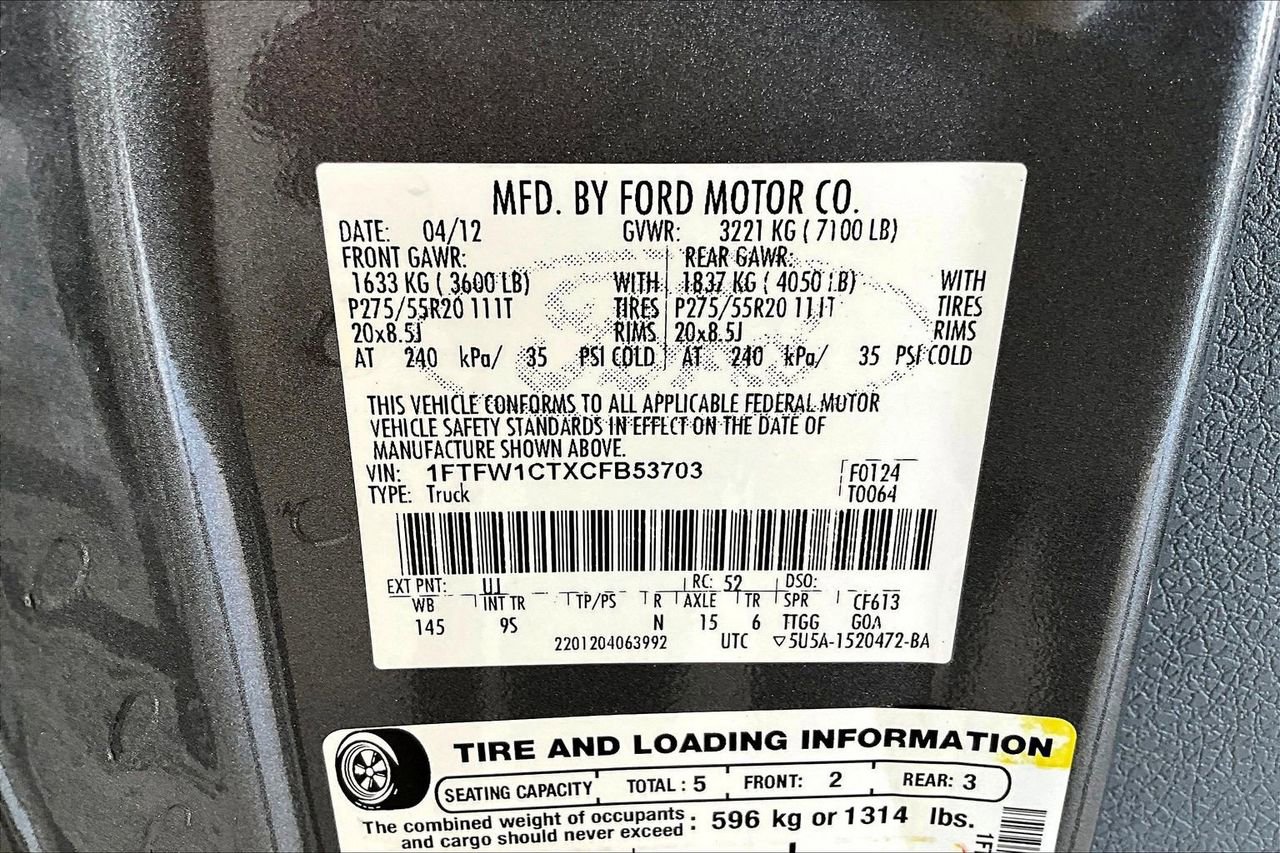 MFD. BY FORD MOTOR CO.
DATE: 04/12 GVWR: 3221 KG ( 7100 LB)
FRONT GAWR: REAR GAWR:
1633 KG ( 3600 LB) WITH 1837 KG ( 4050 LB) WITH
P275/55R20 111T TIRES P275/55R20 111T TIRES
20x8.5J RIMS 20x8.5J RIMS
AT 240 kPa/ 35 PSI COLD AT 240 kPa/ 35 PSI COLD
THIS VEHICLE CONFORMS TO ALL APPLICABLE FEDERAL MOTOR
VEHICLE SAFETY STANDARDS IN EFFECT ON THE DATE OF
MANUFACTURE SHOWN ABOVE.
VIN: 1FTFW1CTXCFB53703 F0124
TYPE: Truck T0064
EXT PNT: UJ RC: 52 DSO:
WB INT TR TP/PS R AXLE TR SPR CF613
145 9S N 15 6 TTGG GOA
2201204063992 UTC ▽5U5A-1520472-BA
TIRE AND LOADING INFORMATION
SEATING CAPACITY TOTAL : 5 FRONT: 2 REAR: 3
The combined weight of occupants
and cargo should never exceed : 596 kg or 1314 lbs.